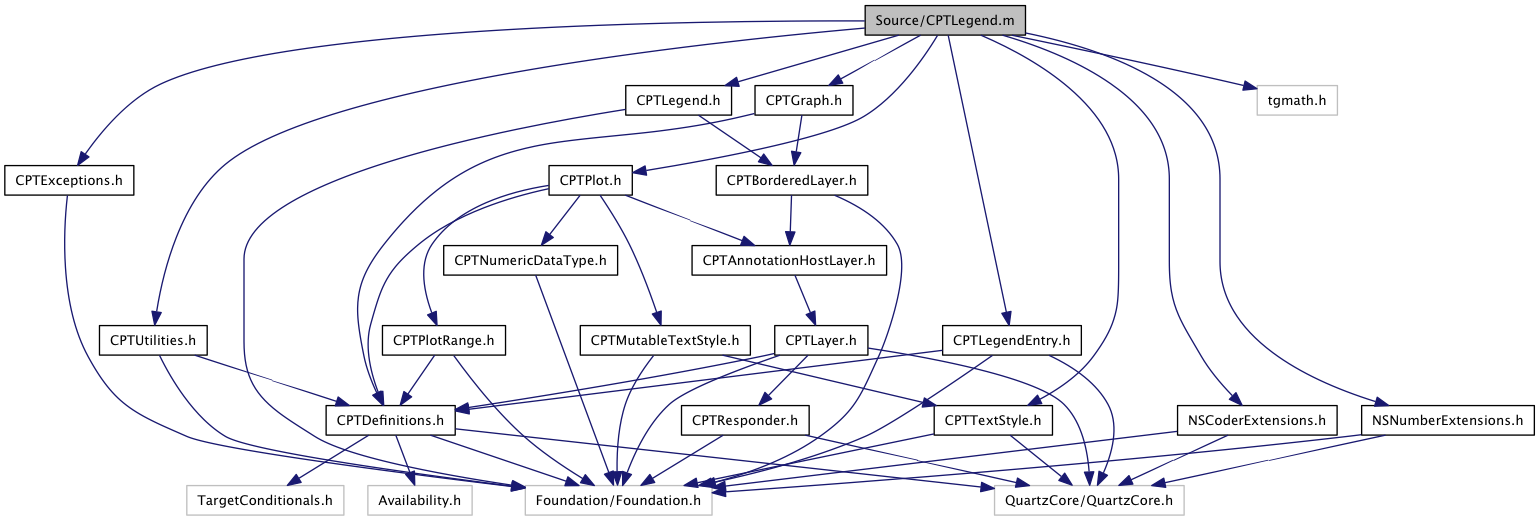 Source/CPTLegend.m
CPTLegend.h
CPTGraph.h
tgmath.h
CPTExceptions.h
CPTPlot.h
CPTBorderedLayer.h
CPTNumericDataType.h
CPTAnnotationHostLayer.h
CPTUtilities.h
CPTPlotRange.h
CPTMutableTextStyle.h
CPTLayer.h
CPTLegendEntry.h
CPTDefinitions.h
CPTResponder.h
CPTTextStyle.h
NSCoderExtensions.h
NSNumberExtensions.h
TargetConditionals.h
Availability.h
Foundation/Foundation.h
QuartzCore/QuartzCore.h